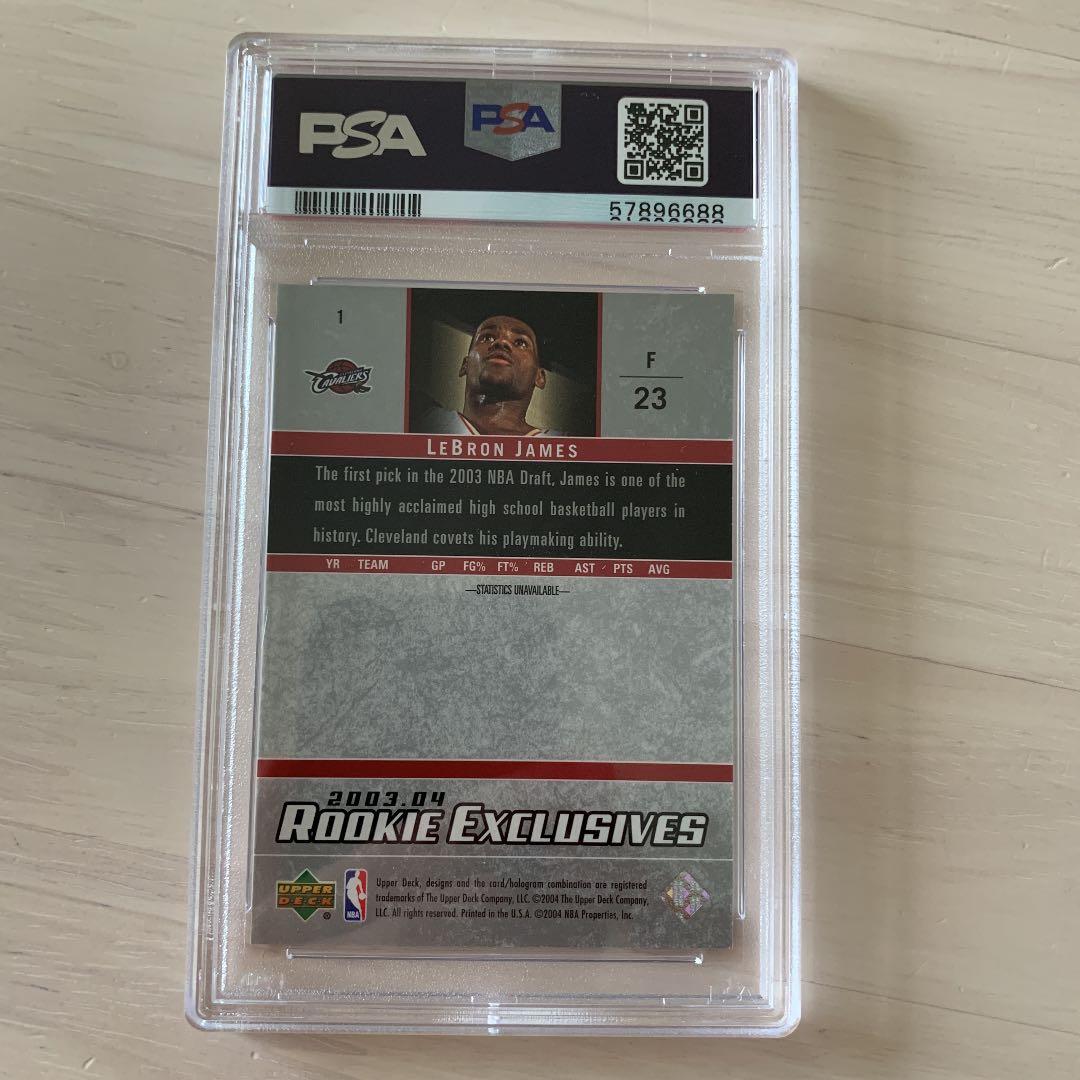 PSA
PSA
57896688
1
CAVALIERS
F
23
LEBRON JAMES
The first pick in the 2003 NBA Draft, James is one of the
most highly acclaimed high school basketball players in
history. Cleveland covets his playmaking ability.
YR TEAM GP FG% FT% REB AST PTS AVG
—STATISTICS UNAVAILABLE—
2003.04
ROOKIE EXCLUSIVES
UPPER
DECK
®
NBA
Upper Deck, designs and the card/hologram combination are registered
trademarks of The Upper Deck Company, LLC. ©2004 The Upper Deck Company,
LLC. All rights reserved. Printed in the U.S.A. ©2004 NBA Properties, Inc.